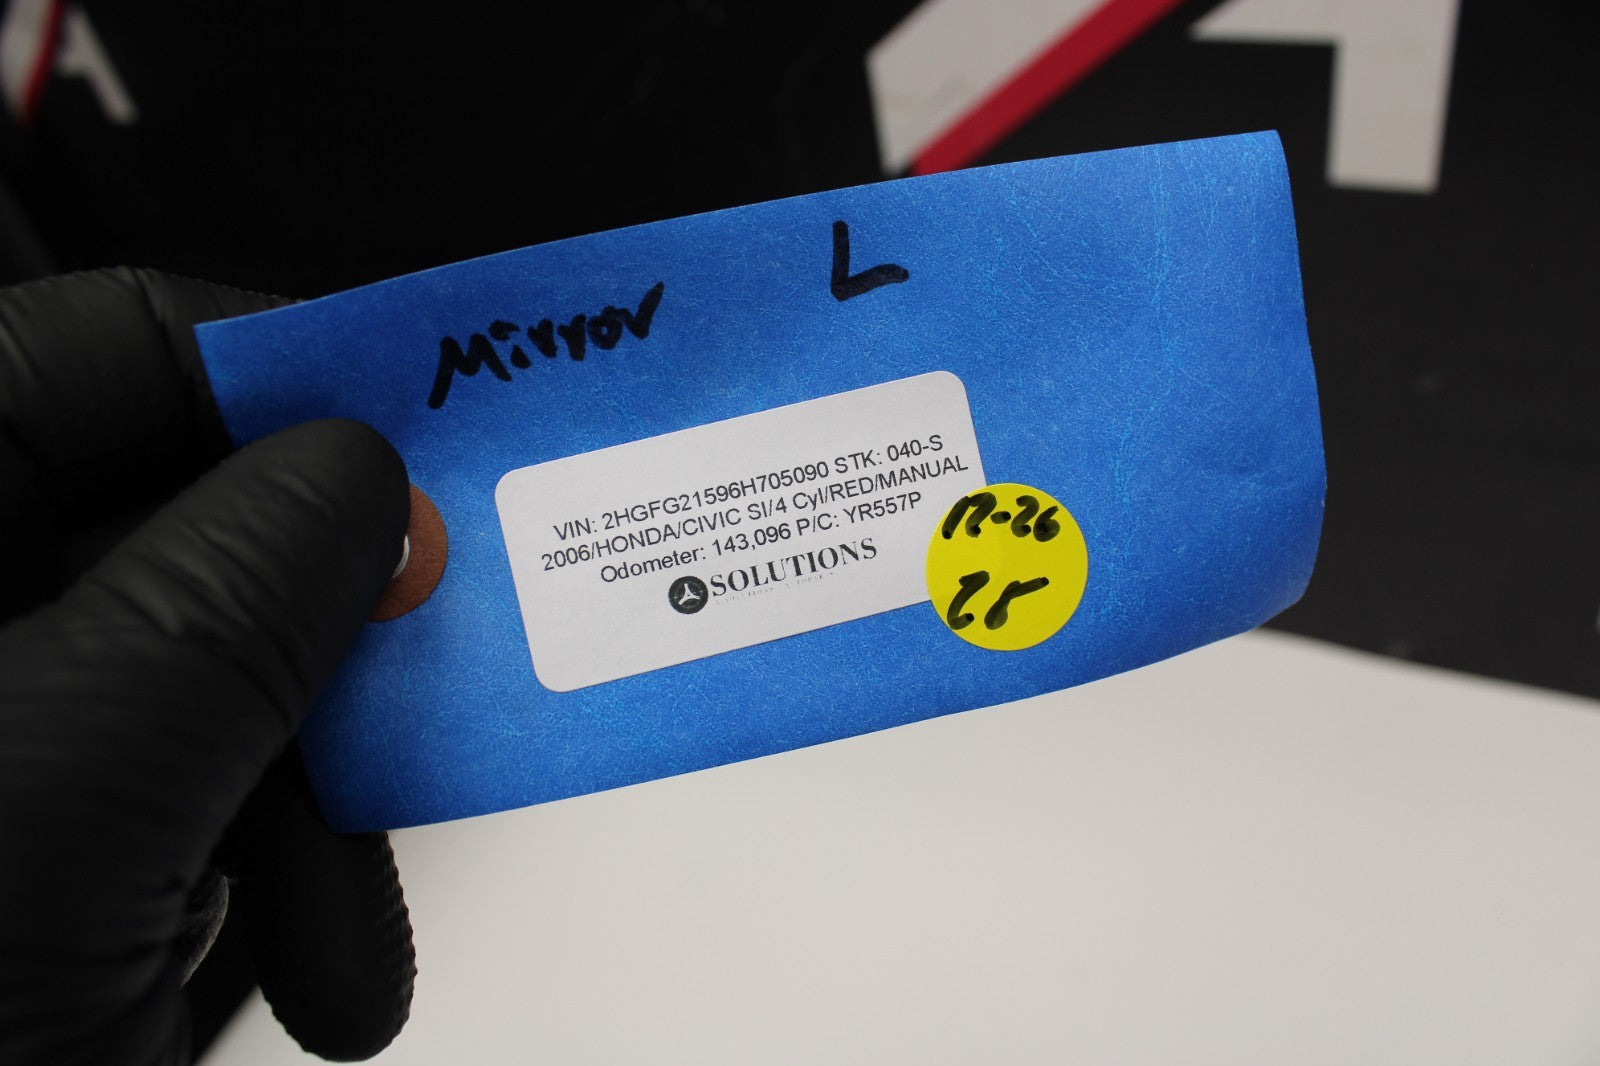 Mirror L
VIN: 2HGFG21596H705090 STK: 040-S
2006/HONDA/CIVIC SI/4 Cyl/RED/MANUAL
Odometer: 143,096 P/C: YR557P
SOLUTIONS
12-26